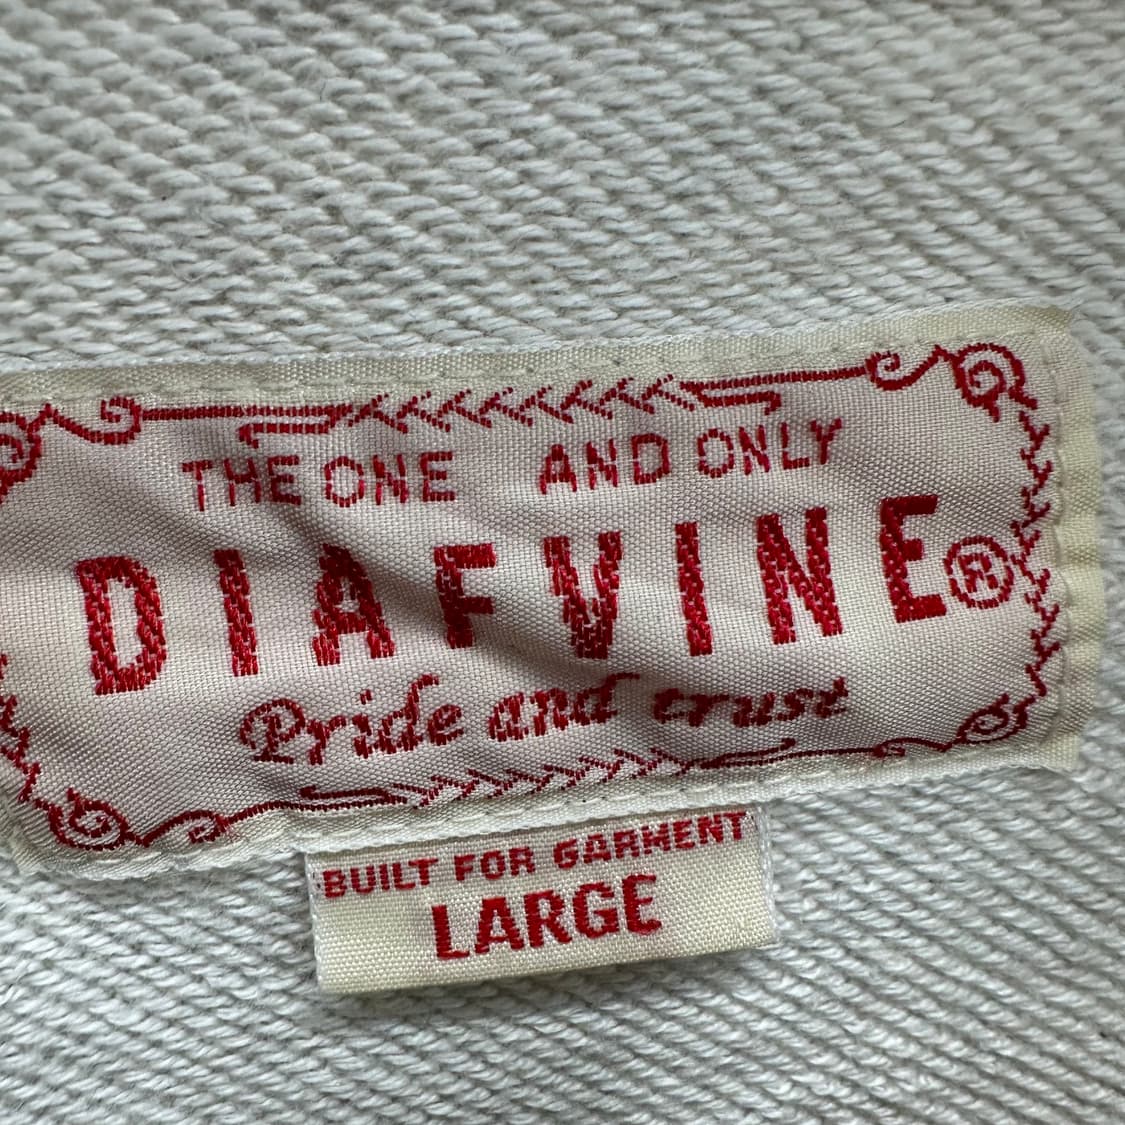 THE ONE AND ONLY
DIAFVINE®
Pride and trust
BUILT FOR GARMENT
LARGE